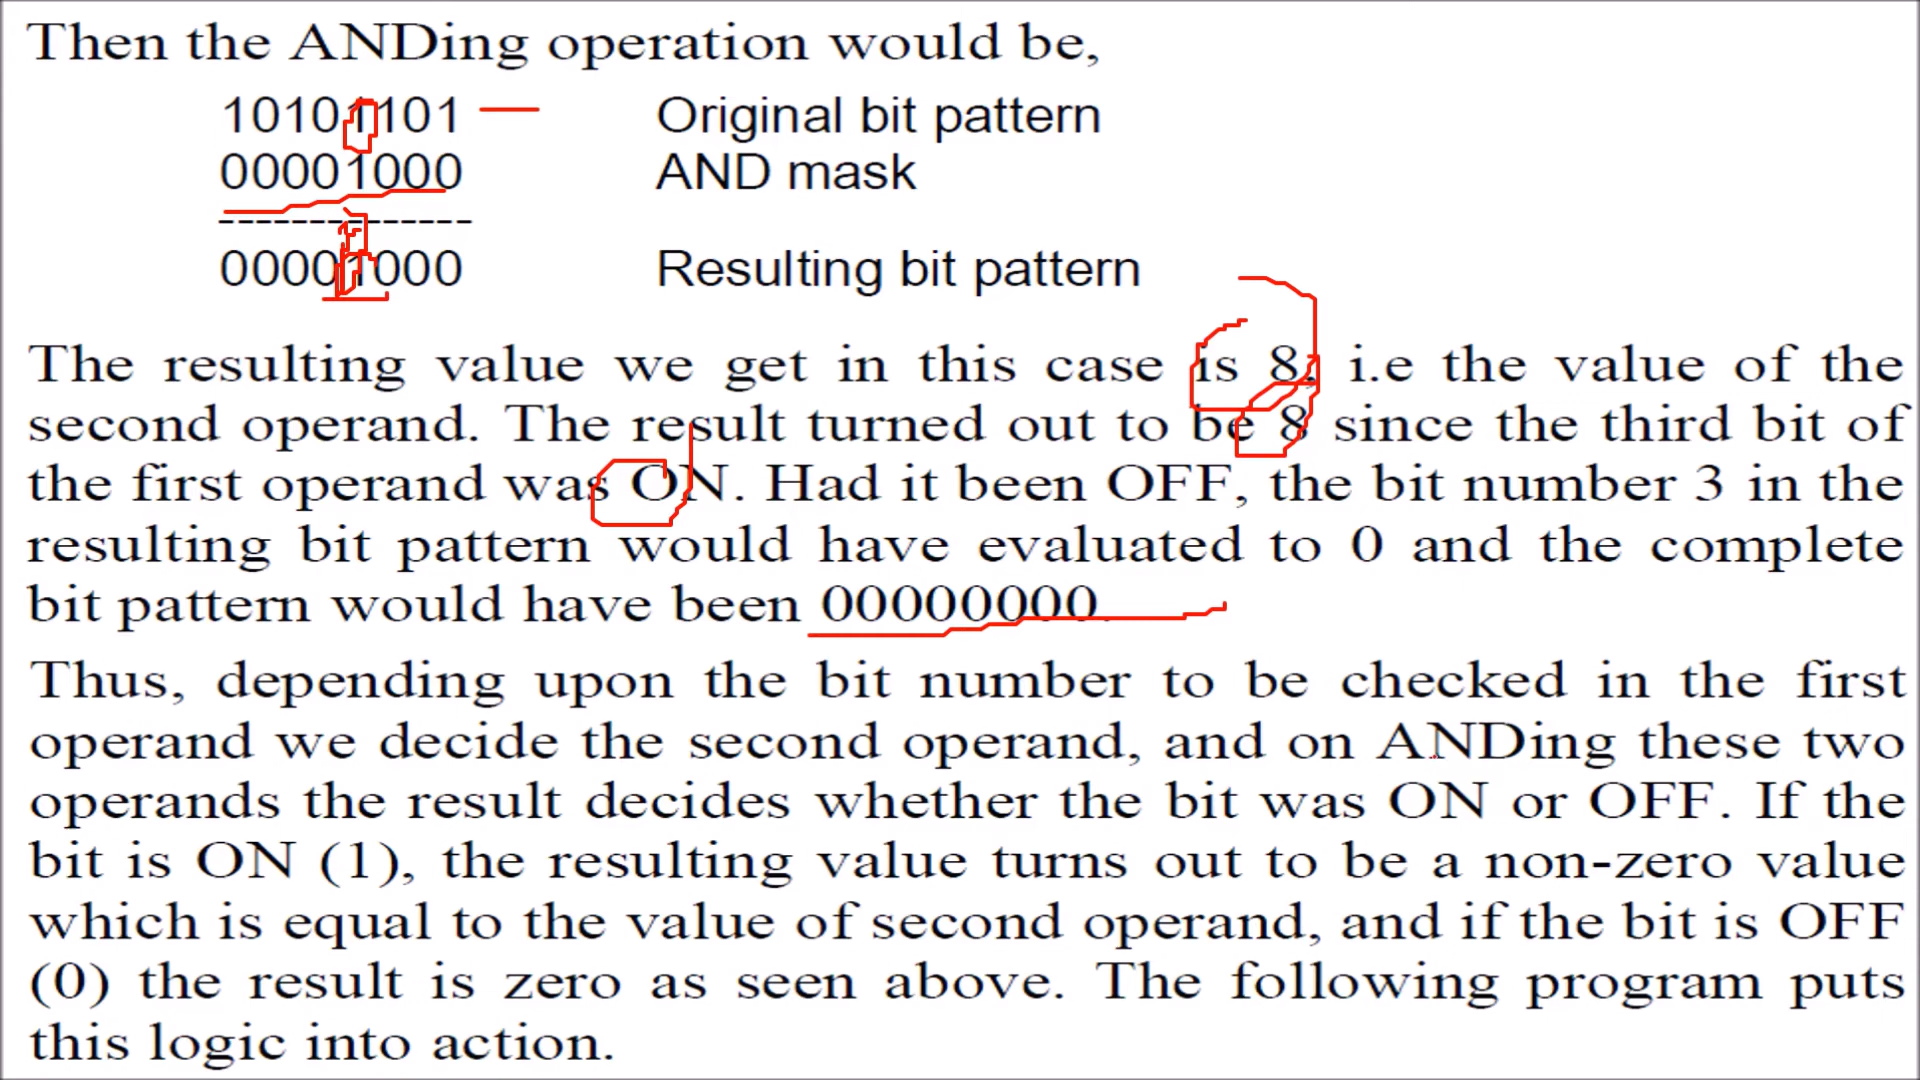 Then the ANDing operation would be,
10101101 Original bit pattern
00001000 AND mask
--------------
00001000 Resulting bit pattern
The resulting value we get in this case is 8, i.e the value of the
second operand. The result turned out to be 8 since the third bit of
the first operand was ON. Had it been OFF, the bit number 3 in the
resulting bit pattern would have evaluated to 0 and the complete
bit pattern would have been 00000000.
Thus, depending upon the bit number to be checked in the first
operand we decide the second operand, and on ANDing these two
operands the result decides whether the bit was ON or OFF. If the
bit is ON (1), the resulting value turns out to be a non-zero value
which is equal to the value of second operand, and if the bit is OFF
(0) the result is zero as seen above. The following program puts
this logic into action.